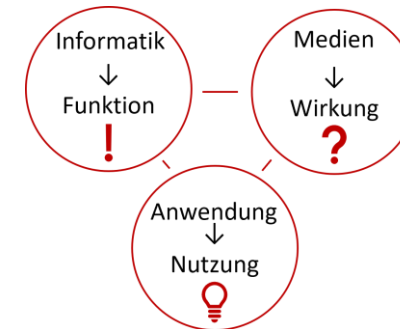 Informatik
↓
Funktion
!
Medien
↓
Wirkung
?
Anwendung
↓
Nutzung